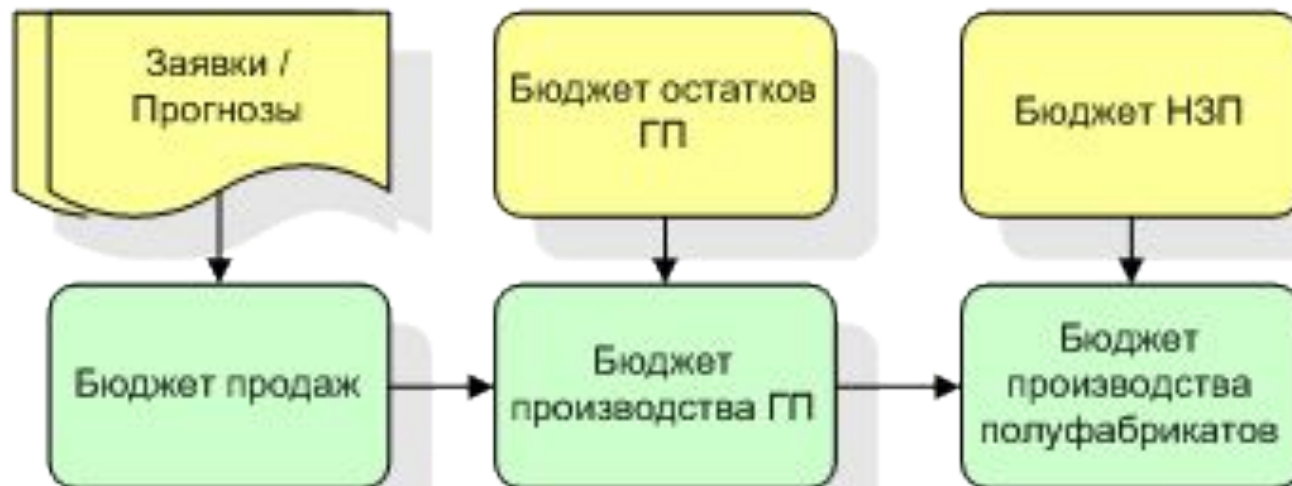 Заявки /
Прогнозы
Бюджет остатков
ГП
Бюджет НЗП
Бюджет продаж
Бюджет
производства ГП
Бюджет
производства
полуфабрикатов